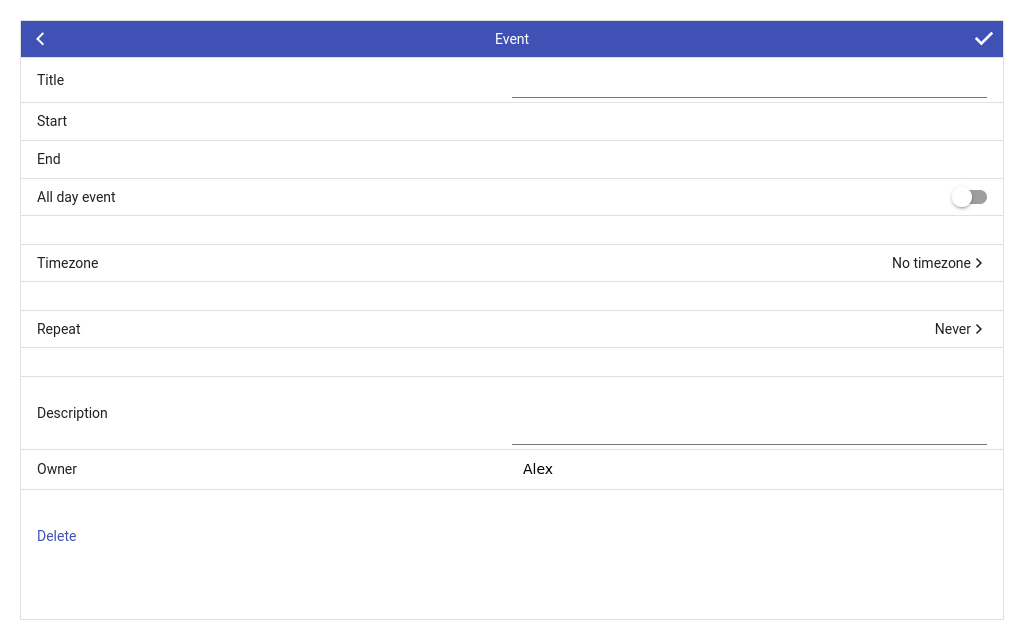 Event
Title
Start
End
All day event
Timezone No timezone
Repeat Never
Description
Owner Alex
Delete